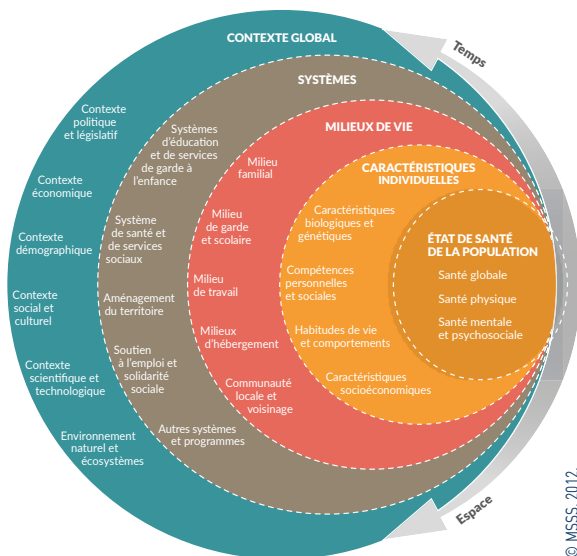 CONTEXTE GLOBAL
Contexte
politique
et législatif
Contexte
économique
Contexte
démographique
Contexte
social et
culturel
Contexte
scientifique et
technologique
Environnement
naturel et
écosystèmes
SYSTÈMES
Systèmes
d'éducation
et de services
de garde à
l'enfance
Système
de santé et
de services
sociaux
Aménagement
du territoire
Soutien
à l'emploi et
solidarité
sociale
Autres systèmes
et programmes
MILIEUX DE VIE
Milieu
familial
Milieu
de garde
et scolaire
Milieu
de travail
Milieux
d'hébergement
Communauté
locale et
voisinage
CARACTÉRISTIQUES
INDIVIDUELLES
Caractéristiques
biologiques et
génétiques
Compétences
personnelles
et sociales
Habitudes de vie
et comportements
Caractéristiques
socioéconomiques
ÉTAT DE SANTÉ
DE LA POPULATION
Santé globale
Santé physique
Santé mentale
et psychosociale
Temps
Espace
© MSSS, 2012.